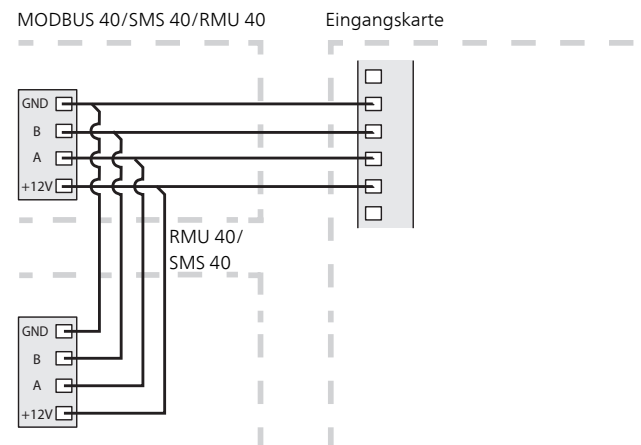 MODBUS 40/SMS 40/RMU 40
Eingangskarte
GND
B
A
+12V
RMU 40/
SMS 40
GND
B
A
+12V